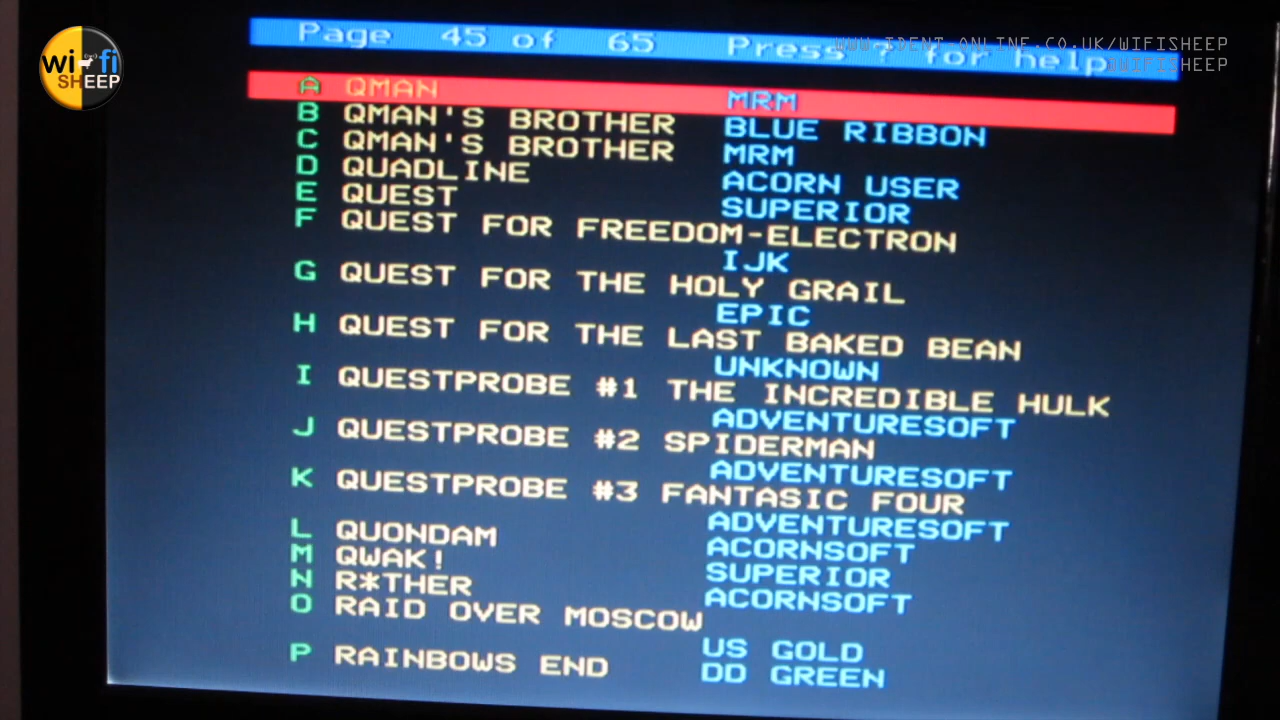 wi-fi
SHEEP
WWW.IDENT-ONLINE.CO.UK/WIFISHEEP
@WIFISHEEP
Page 45 of 65 Press ? for help
A QMAN MRM
B QMAN'S BROTHER BLUE RIBBON
C QMAN'S BROTHER MRM
D QUADLINE ACORN USER
E QUEST SUPERIOR
F QUEST FOR FREEDOM-ELECTRON
IJK
G QUEST FOR THE HOLY GRAIL
EPIC
H QUEST FOR THE LAST BAKED BEAN
UNKNOWN
I QUESTPROBE #1 THE INCREDIBLE HULK
ADVENTURESOFT
J QUESTPROBE #2 SPIDERMAN
ADVENTURESOFT
K QUESTPROBE #3 FANTASIC FOUR
ADVENTURESOFT
L QUONDAM ACORNSOFT
M QWAK! SUPERIOR
N R*THER ACORNSOFT
O RAID OVER MOSCOW
US GOLD
P RAINBOWS END DD GREEN